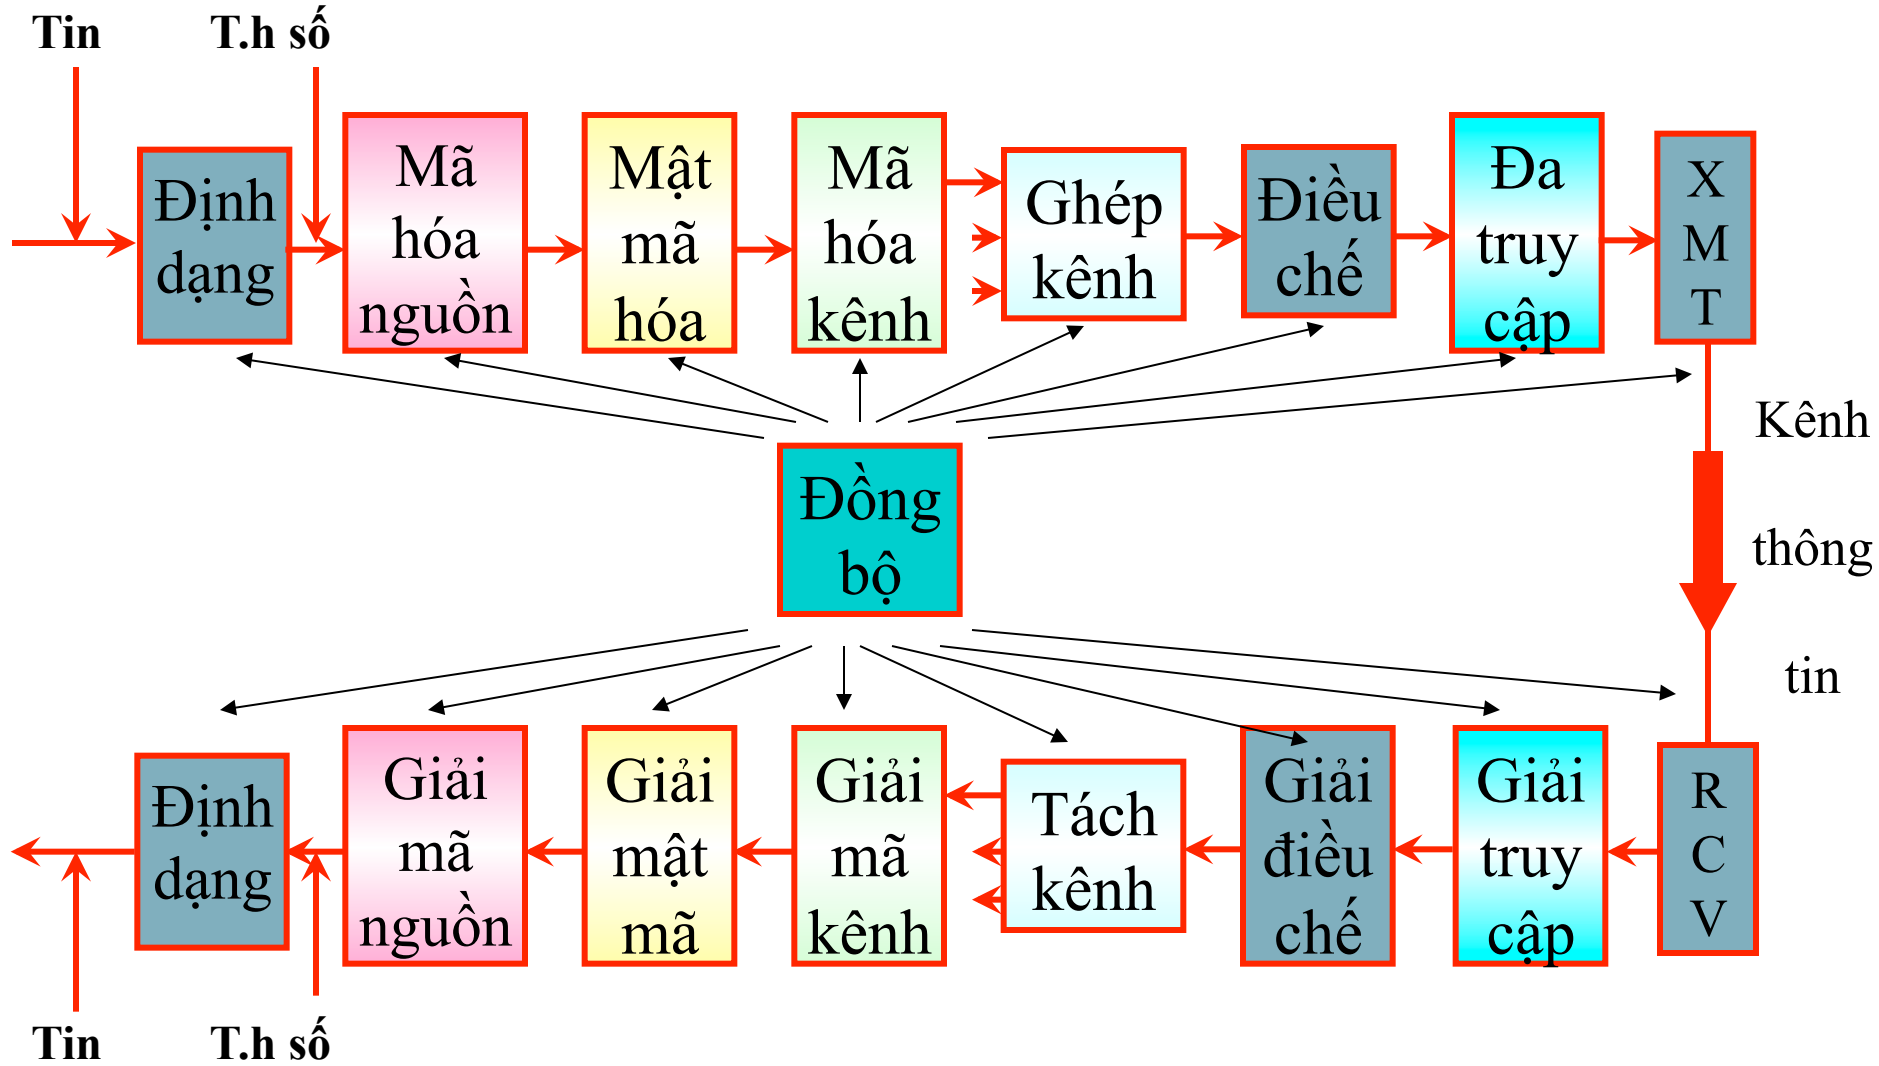 Tin
T.h số
Định
dạng
Mã
hóa
nguồn
Mật
mã
hóa
Mã
hóa
kênh
Ghép
kênh
Điều
chế
Đa
truy
cập
X
M
T
Kênh
thông
tin
Đồng
bộ
Định
dạng
Giải
mã
nguồn
Giải
mật
mã
Giải
mã
kênh
Tách
kênh
Giải
điều
chế
Giải
truy
cập
R
C
V
Tin
T.h số